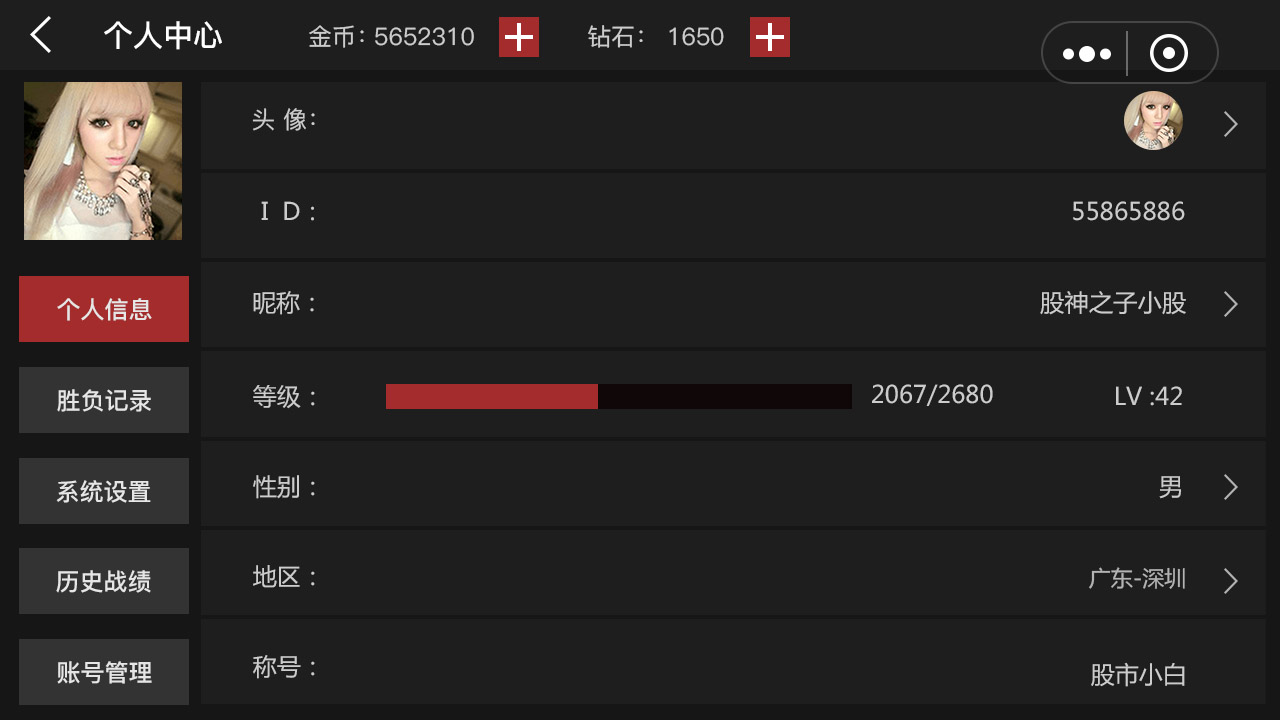 个人中心 金币: 5652310 钻石: 1650
头 像:
I D : 55865886
个人信息
昵称 : 股神之子小股
胜负记录
等级 : 2067/2680 LV :42
系统设置
性别 : 男
历史战绩
地区 : 广东-深圳
账号管理
称号 : 股市小白